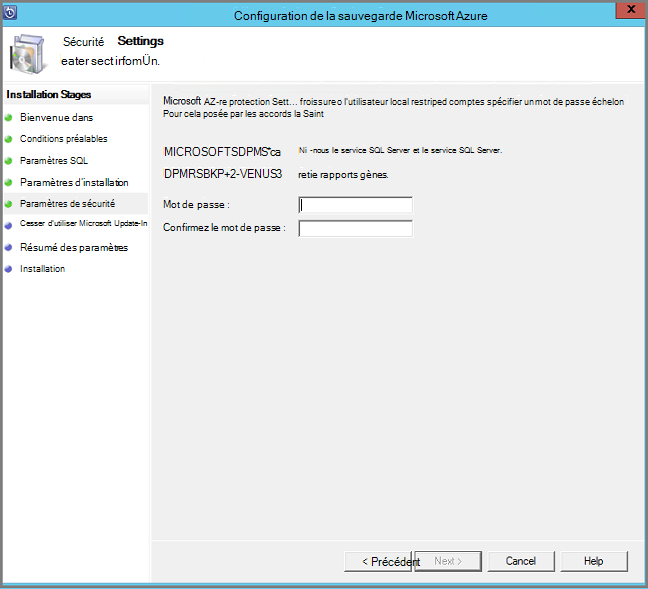 Configuration de la sauvegarde Microsoft Azure
x
Sécurité Settings
eater sect irfomÜn.
Installation Stages
Bienvenue dans
Conditions préalables
Paramètres SQL
Paramètres d'installation
Paramètres de sécurité
Cesser d'utiliser Microsoft Update-In
Résumé des paramètres
Installation
Microsoft AZ-re protection Sett... froissure o l'utilisateur local restriped comptes spécifier un mot de passe échelon
Pour cela posée par les accords la Saint
MICROSOFTSDPMS*ca Ni -nous le service SQL Server et le service SQL Server.
DPMRSBKP+2-VENUS3 retie rapports gènes.
Mot de passe :
Confirmez le mot de passe :
< Précédent Next > Cancel Help